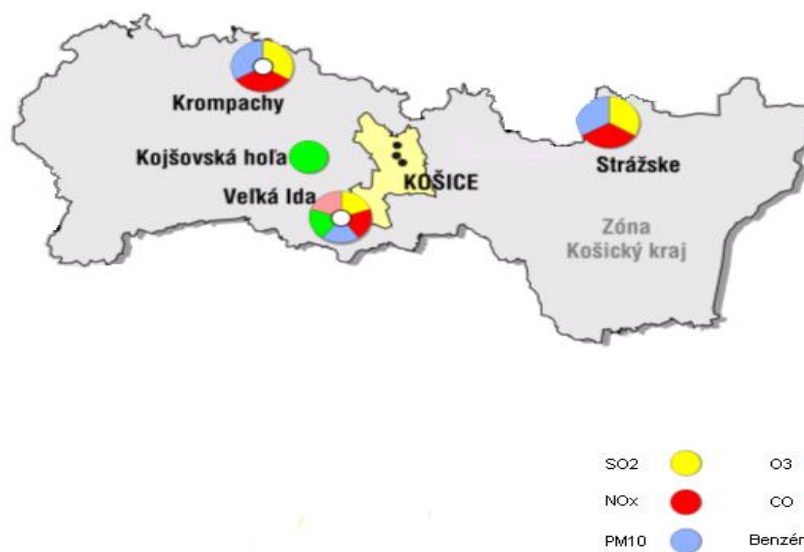 Krompachy
Strážske
Kojšovská hoľa
KOŠICE
Veľká Ida
Zóna
Košický kraj
SO2 O3
NOx CO
PM10 Benzén